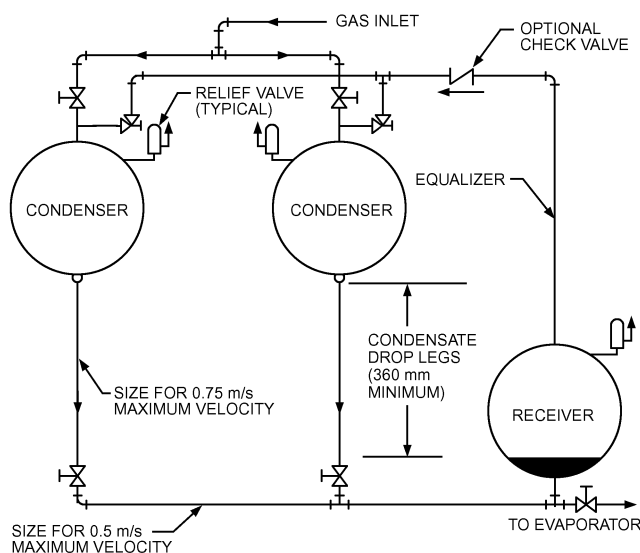 GAS INLET
OPTIONAL
CHECK VALVE
RELIEF VALVE
(TYPICAL)
CONDENSER
CONDENSER
EQUALIZER
CONDENSATE
DROP LEGS
(360 mm
MINIMUM)
SIZE FOR 0.75 m/s
MAXIMUM VELOCITY
RECEIVER
SIZE FOR 0.5 m/s
MAXIMUM VELOCITY
TO EVAPORATOR